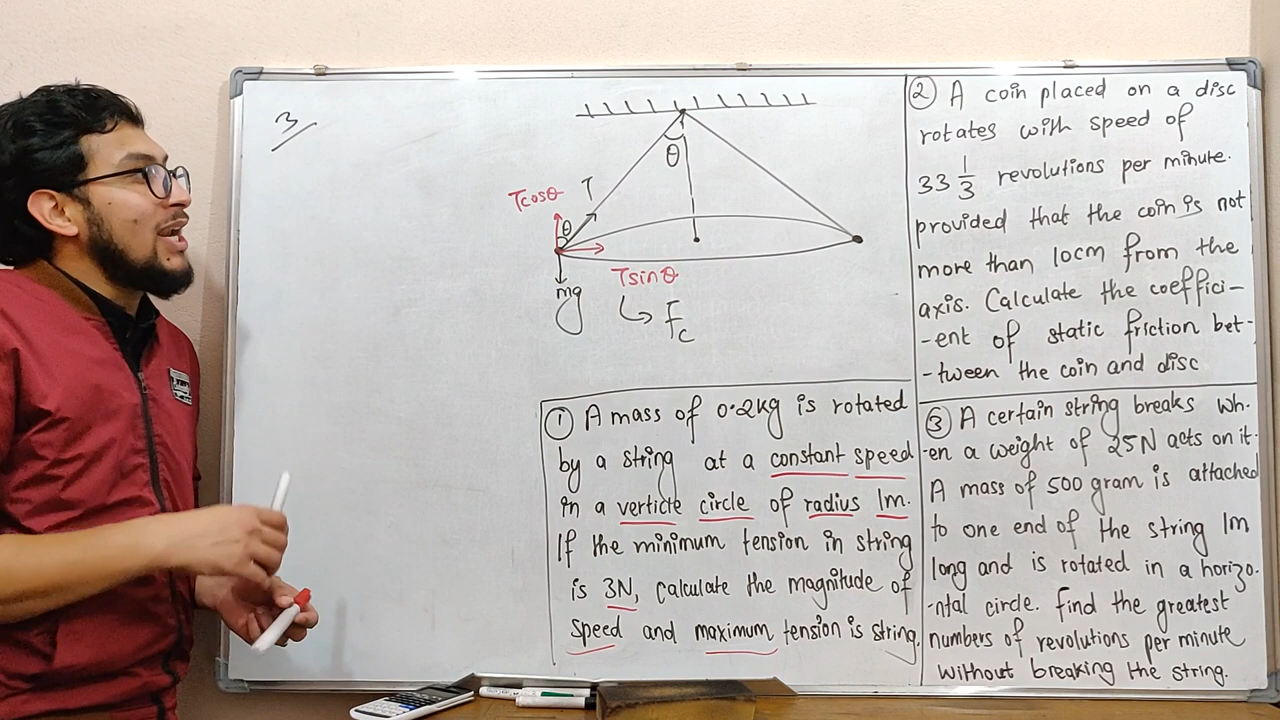 3
θ
Tcosθ
T
θ
Tsinθ
mg
Fc
① A mass of 0.2kg is rotated
by a string at a constant speed
in a verticle circle of radius 1m.
If the minimum tension in string
is 3N, calculate the magnitude of
speed and maximum tension is string.
② A coin placed on a disc
rotates with speed of
33 1/3 revolutions per minute.
provided that the coin is not
more than 10cm from the
axis. Calculate the coeffici-
-ent of static friction bet-
-tween the coin and disc
③ A certain string breaks wh-
-en a weight of 25N acts on it.
A mass of 500 gram is attached
to one end of the string 1m
long and is rotated in a horizo-
-ntal circle. find the greatest
numbers of revolutions per minute
without breaking the string.